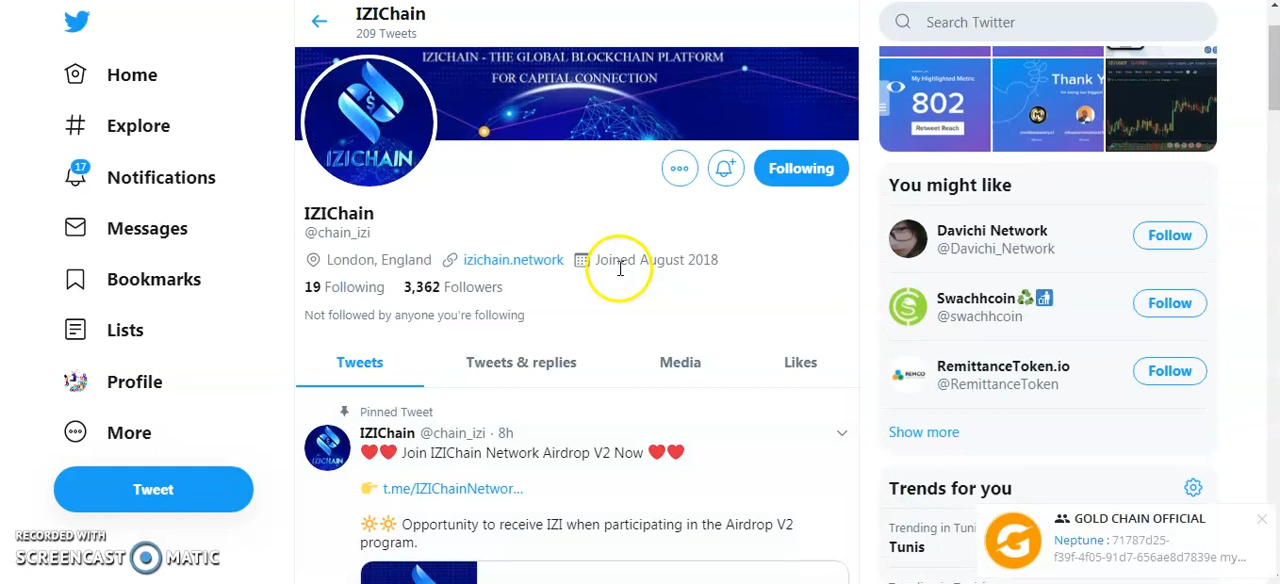 IZIChain
209 Tweets
Home
Explore
17
Notifications
Messages
Bookmarks
Lists
Profile
More
Tweet
RECORDED WITH
SCREENCAST MATIC
IZICHAIN - THE GLOBAL BLOCKCHAIN PLATFORM
FOR CAPITAL CONNECTION
IZICHAIN
Following
IZIChain
@chain_izi
London, England izichain.network Joined August 2018
19 Following 3,362 Followers
Not followed by anyone you're following
Tweets Tweets & replies Media Likes
Pinned Tweet
IZIChain @chain_izi · 8h
❤️❤️ Join IZIChain Network Airdrop V2 Now ❤️❤️
👉 t.me/IZIChainNetwor...
🔆🔆 Opportunity to receive IZI when participating in the Airdrop V2
program.
Search Twitter
My Highlighted Metric
802
Retweet Reach
Thank Y
You might like
Davichi Network
@Davichi_Network
Follow
Swachhcoin♻️🚮
@swachhcoin
Follow
REMCO
RemittanceToken.io
@RemittanceToken
Follow
Show more
Trends for you
Trending in Tuni
Tunis
GOLD CHAIN OFFICIAL
Neptune : 71787d25-
f39f-4f05-91d7-656ae8d7839e my...